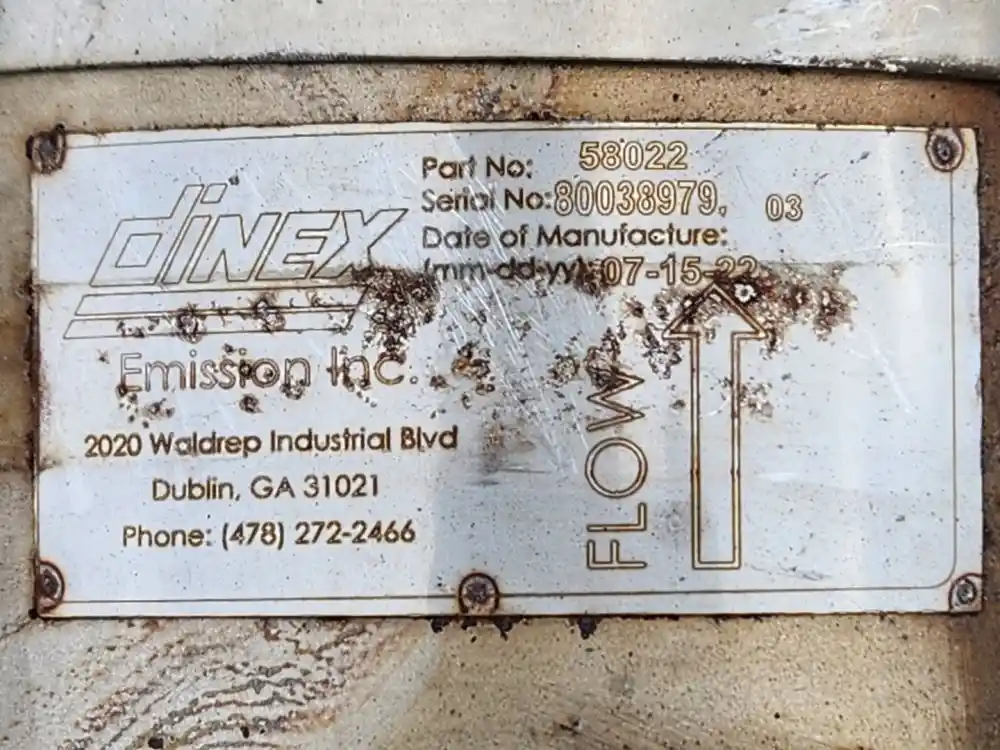 dinex
Emission Inc.
2020 Waldrep Industrial Blvd
Dublin, GA 31021
Phone: (478) 272-2466
Part No: 58022
Serial No: 80038979, 03
Date of Manufacture:
(mm-dd-yy): 07-15-22
FLOW